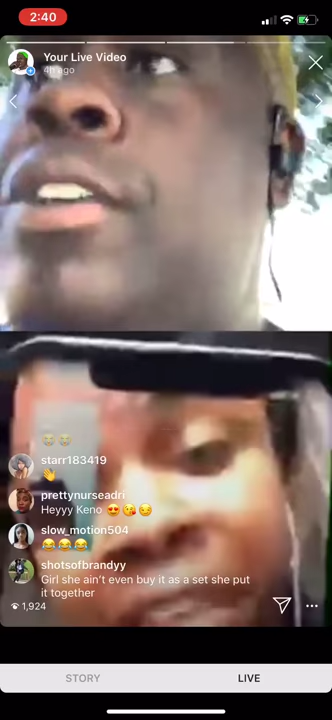 2:40
Your Live Video
4h ago
starr183419
👋
prettynurseadri
Heyyy Keno 😍😘😏
slow_motion504
😂😂😂
shotsofbrandyy
Girl she ain't even buy it as a set she put
it together
1,924
STORY LIVE